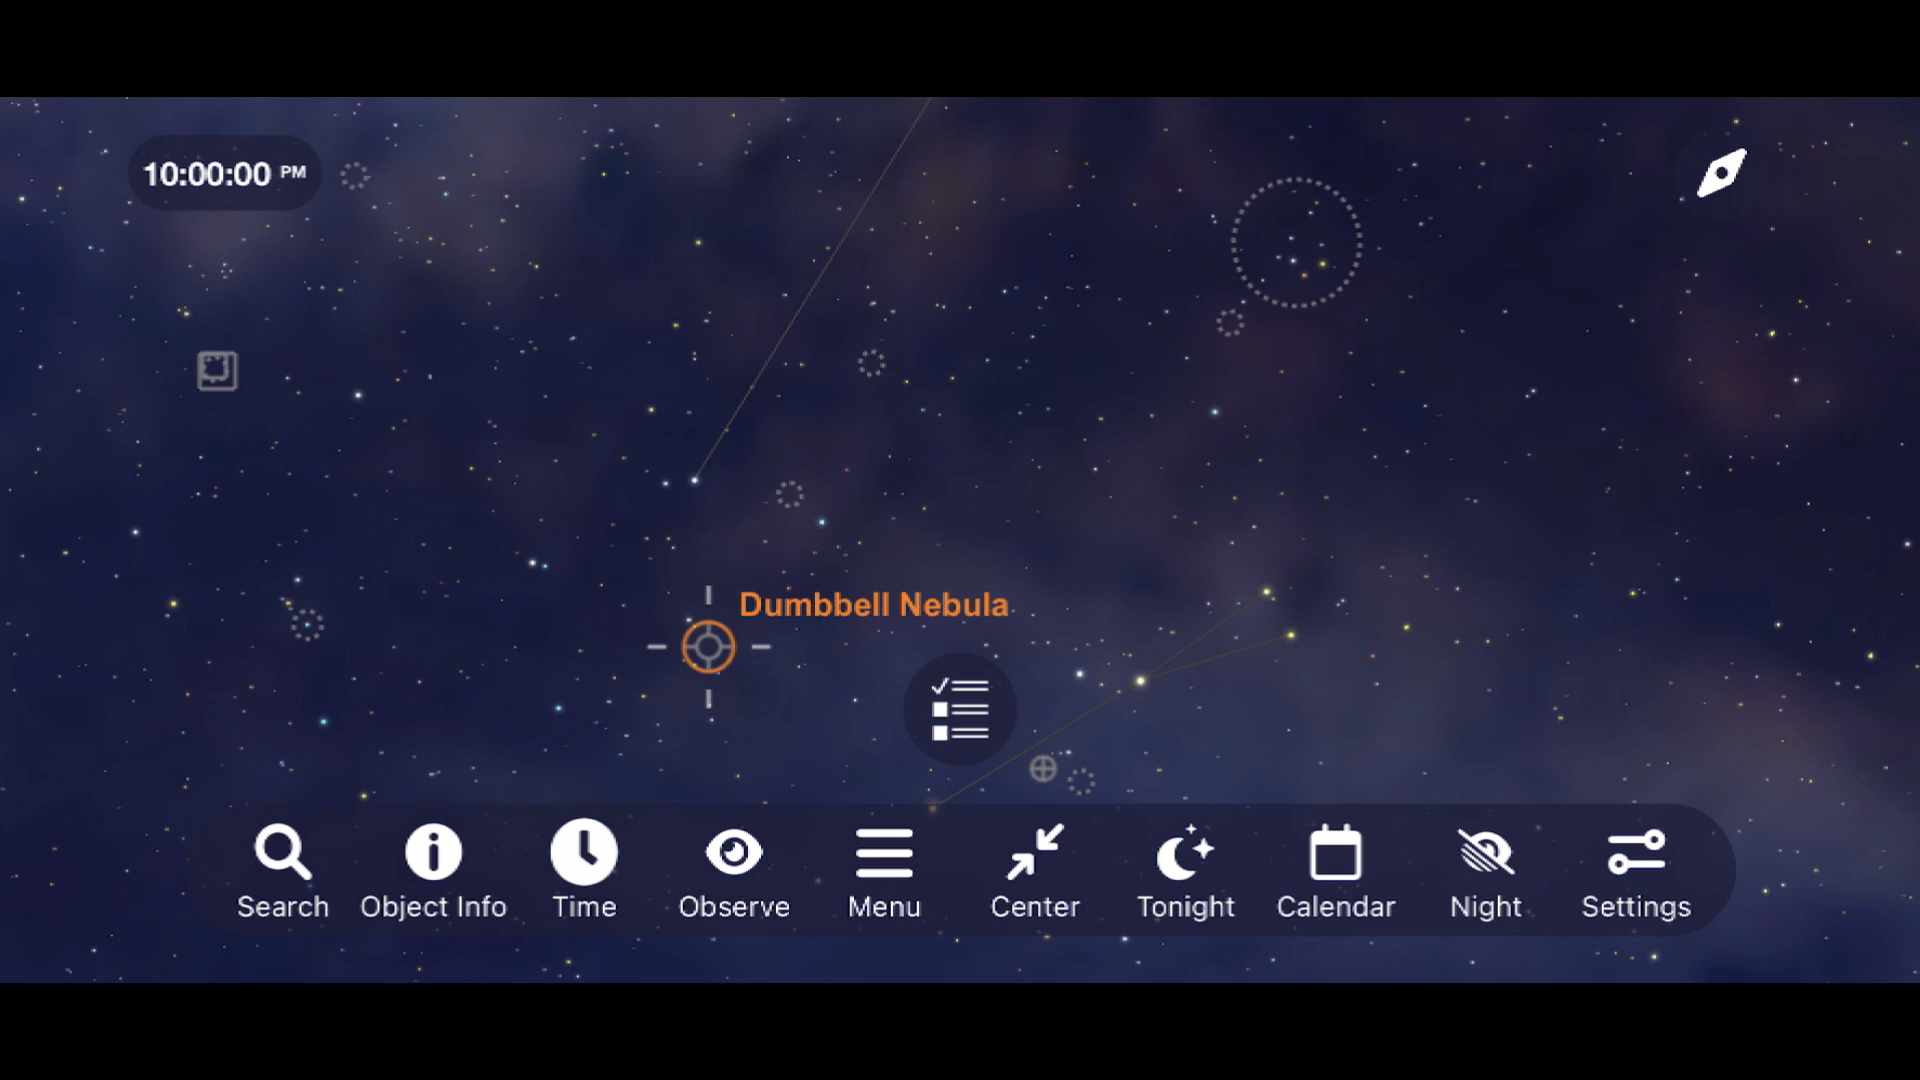 10:00:00 PM
Dumbbell Nebula
Search Object Info Time Observe Menu Center Tonight Calendar Night Settings